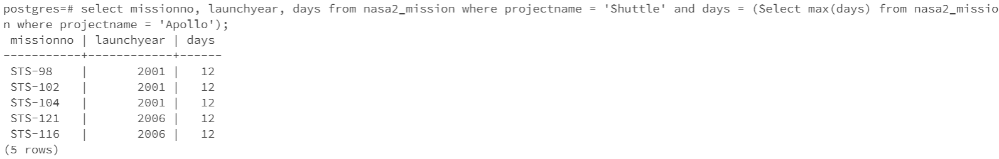 postgres=# select missionno, launchyear, days from nasa2_mission where projectname = 'Shuttle' and days = (Select max(days) from nasa2_missio
n where projectname = 'Apollo');
 missionno | launchyear | days
-----------+------------+------
 STS-98    |       2001 |   12
 STS-102   |       2001 |   12
 STS-104   |       2001 |   12
 STS-121   |       2006 |   12
 STS-116   |       2006 |   12
(5 rows)